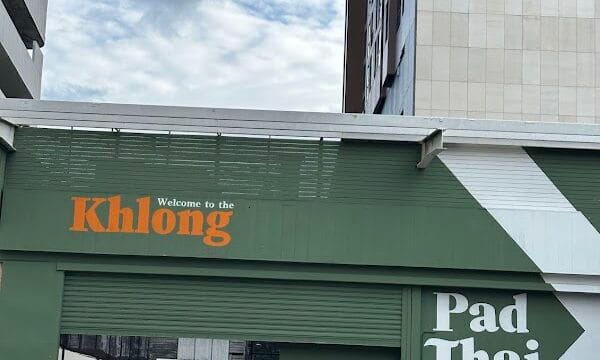 Welcome to the
Khlong
Pad
Thai